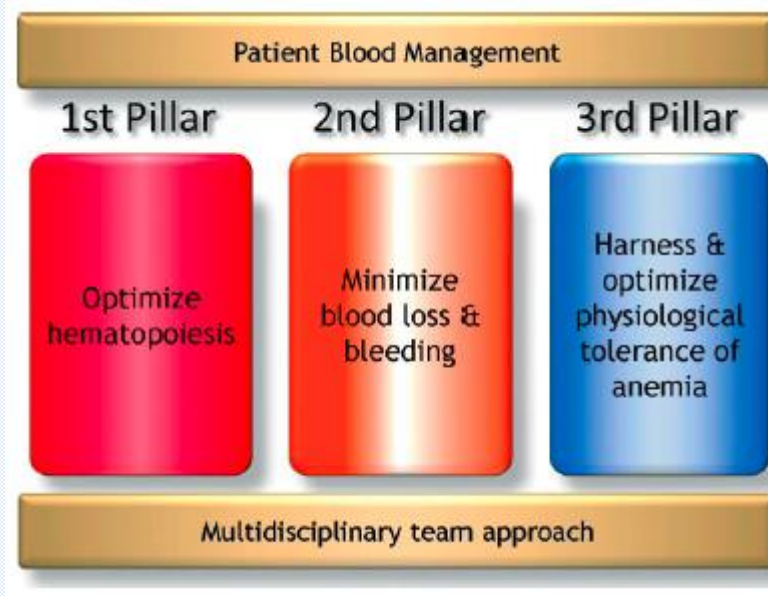 Patient Blood Management
1st Pillar
2nd Pillar
3rd Pillar
Optimize
hematopoiesis
Minimize
blood loss &
bleeding
Harness &
optimize
physiological
tolerance of
anemia
Multidisciplinary team approach